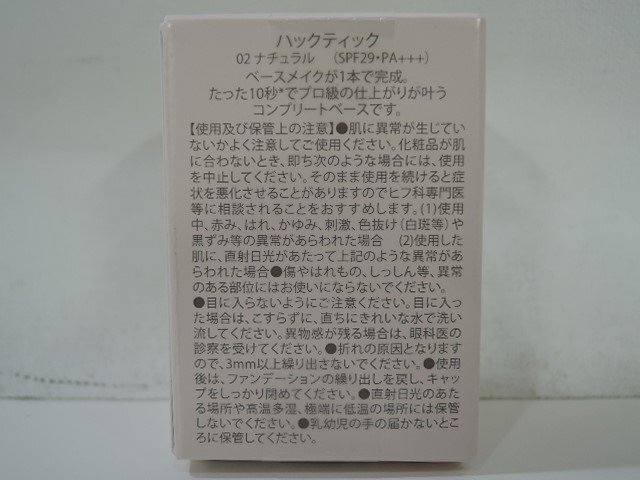 ハックティック
02 ナチュラル (SPF29・PA+++)
ベースメイクが1本で完成。
たった10秒*でプロ級の仕上がりが叶う
コンプリートベースです。
【使用及び保管上の注意】●肌に異常が生じてい
ないかよく注意してご使用ください。化粧品が肌
に合わないとき、即ち次のような場合には、使用
を中止してください。そのまま使用を続けると症
状を悪化させることがありますのでヒフ科専門医
等に相談されることをおすすめします。(1)使用
中、赤み、はれ、かゆみ、刺激、色抜け(白斑等)や
黒ずみ等の異常があらわれた場合 (2)使用した
肌に、直射日光があたって上記のような異常があ
らわれた場合●傷やはれもの、しっしん等、異常
のある部位にはお使いにならないでください。
●目に入らないようにご注意ください。目に入っ
た場合は、こすらずに、直ちにきれいな水で洗い
流してください。異物感が残る場合は、眼科医の
診察を受けてください。●折れの原因となります
ので、3mm以上繰り出さないでください。●使用
後は、ファンデーションの繰り出しを戻し、キャッ
プをしっかり閉めてください。●直射日光のあた
る場所や高温多湿、極端に低温の場所には保管
しないでください。●乳幼児の手の届かないとこ
ろに保管してください。